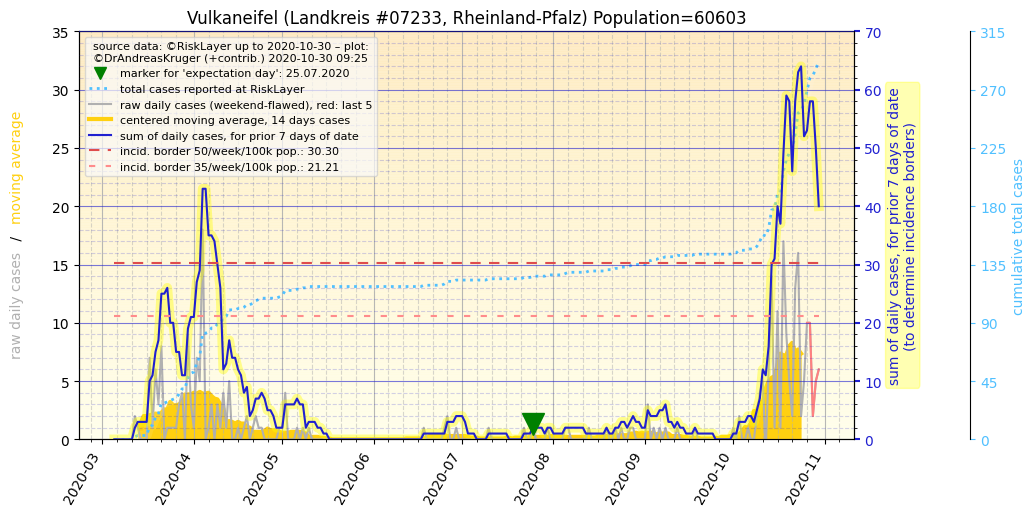 Vulkaneifel (Landkreis #07233, Rheinland-Pfalz) Population=60603
source data: ©RiskLayer up to 2020-10-30 – plot:
©DrAndreasKruger (+contrib.) 2020-10-30 09:25
marker for 'expectation day': 25.07.2020
total cases reported at RiskLayer
raw daily cases (weekend-flawed), red: last 5
centered moving average, 14 days cases
sum of daily cases, for prior 7 days of date
incid. border 50/week/100k pop.: 30.30
incid. border 35/week/100k pop.: 21.21
raw daily cases / moving average
35
30
25
20
15
10
5
0
2020-03
2020-04
2020-05
2020-06
2020-07
2020-08
2020-09
2020-10
2020-11
70
60
50
40
30
20
10
0
sum of daily cases, for prior 7 days of date
(to determine incidence borders)
315
270
225
180
135
90
45
0
cumulative total cases